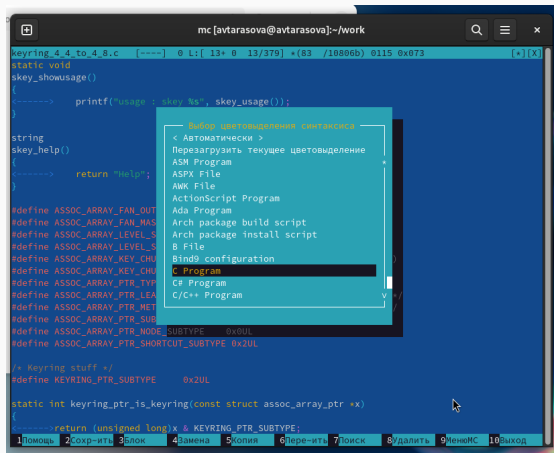 mc [avtarasova@avtarasova]:~/work
keyring_4_4_to_4_8.c [----] 0 L:[ 13+ 0 13/379] *(83 /10806b) 0115 0x073 [*][X]
static void
skey_showusage()
{
<------> printf("usage : skey %s", skey_usage());
}
string
skey_help()
{
<------> return "Help";
}
#define ASSOC_ARRAY_FAN_OUT
#define ASSOC_ARRAY_FAN_MAS
#define ASSOC_ARRAY_LEVEL_S
#define ASSOC_ARRAY_LEVEL_S
#define ASSOC_ARRAY_KEY_CHU )
#define ASSOC_ARRAY_KEY_CHU
#define ASSOC_ARRAY_PTR_TYP
#define ASSOC_ARRAY_PTR_LEA */
#define ASSOC_ARRAY_PTR_MET /
#define ASSOC_ARRAY_PTR_SUB
#define ASSOC_ARRAY_PTR_NODE_SUBTYPE 0x0UL
#define ASSOC_ARRAY_PTR_SHORTCUT_SUBTYPE 0x2UL
/* Keyring stuff */
#define KEYRING_PTR_SUBTYPE 0x2UL
static int keyring_ptr_is_keyring(const struct assoc_array_ptr *x)
{
<------>return (unsigned long)x & KEYRING_PTR_SUBTYPE;
Выбор цветовыделения синтаксиса
< Автоматически >
Перезагрузить текущее цветовыделение
ASM Program
ASPX File
AWK File
ActionScript Program
Ada Program
Arch package build script
Arch package install script
B File
Bind9 configuration
C Program
C# Program
C/C++ Program v
1Помощь 2Сохр~ить 3Блок 4Замена 5Копия 6Пере~ить 7Поиск 8Удалить 9МенюMC 10Выход